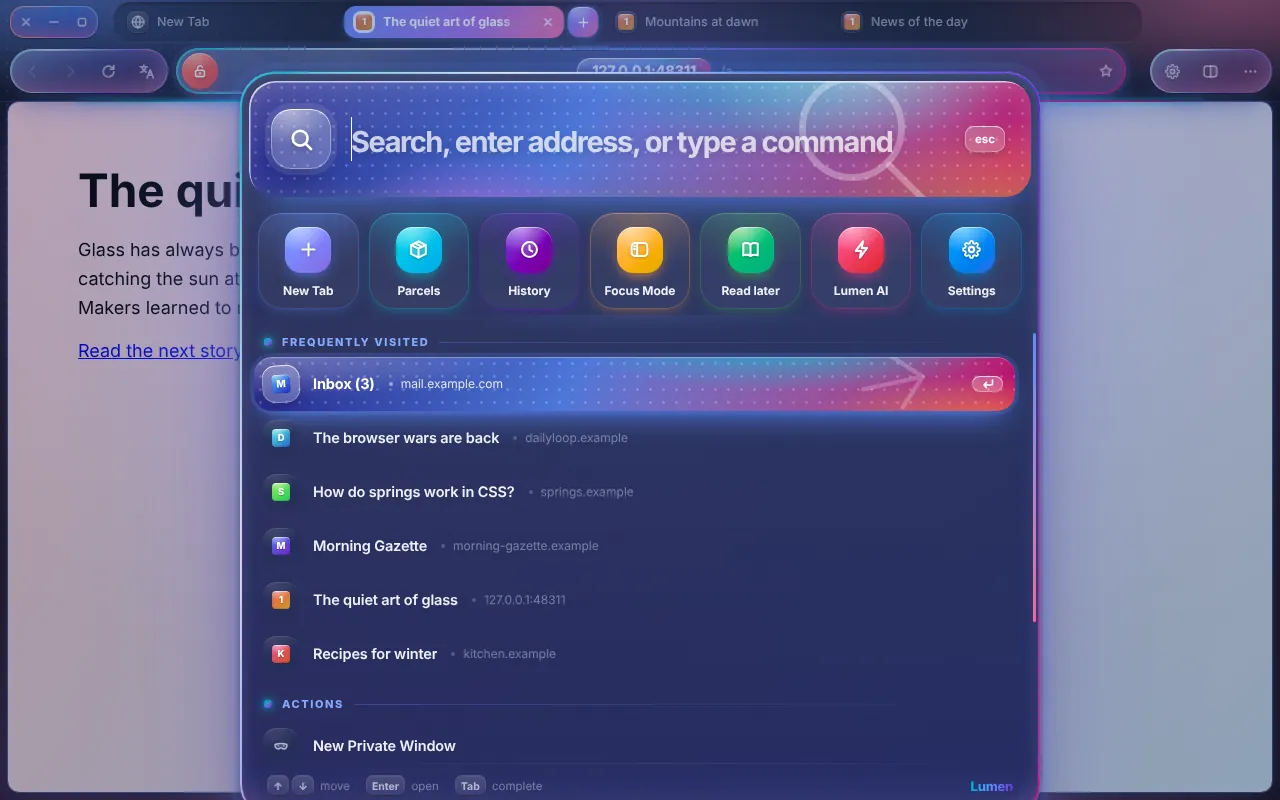 New Tab
The quiet art of glass
Mountains at dawn
News of the day
127.0.0.1:48311
Search, enter address, or type a command
esc
The qui
Glass has always b
catching the sun at
Makers learned to
Read the next story
New Tab
Parcels
History
Focus Mode
Read later
Lumen AI
Settings
FREQUENTLY VISITED
M Inbox (3) • mail.example.com
D The browser wars are back • dailyloop.example
S How do springs work in CSS? • springs.example
M Morning Gazette • morning-gazette.example
1 The quiet art of glass • 127.0.0.1:48311
K Recipes for winter • kitchen.example
ACTIONS
New Private Window
↑ ↓ move Enter open Tab complete
Lumen